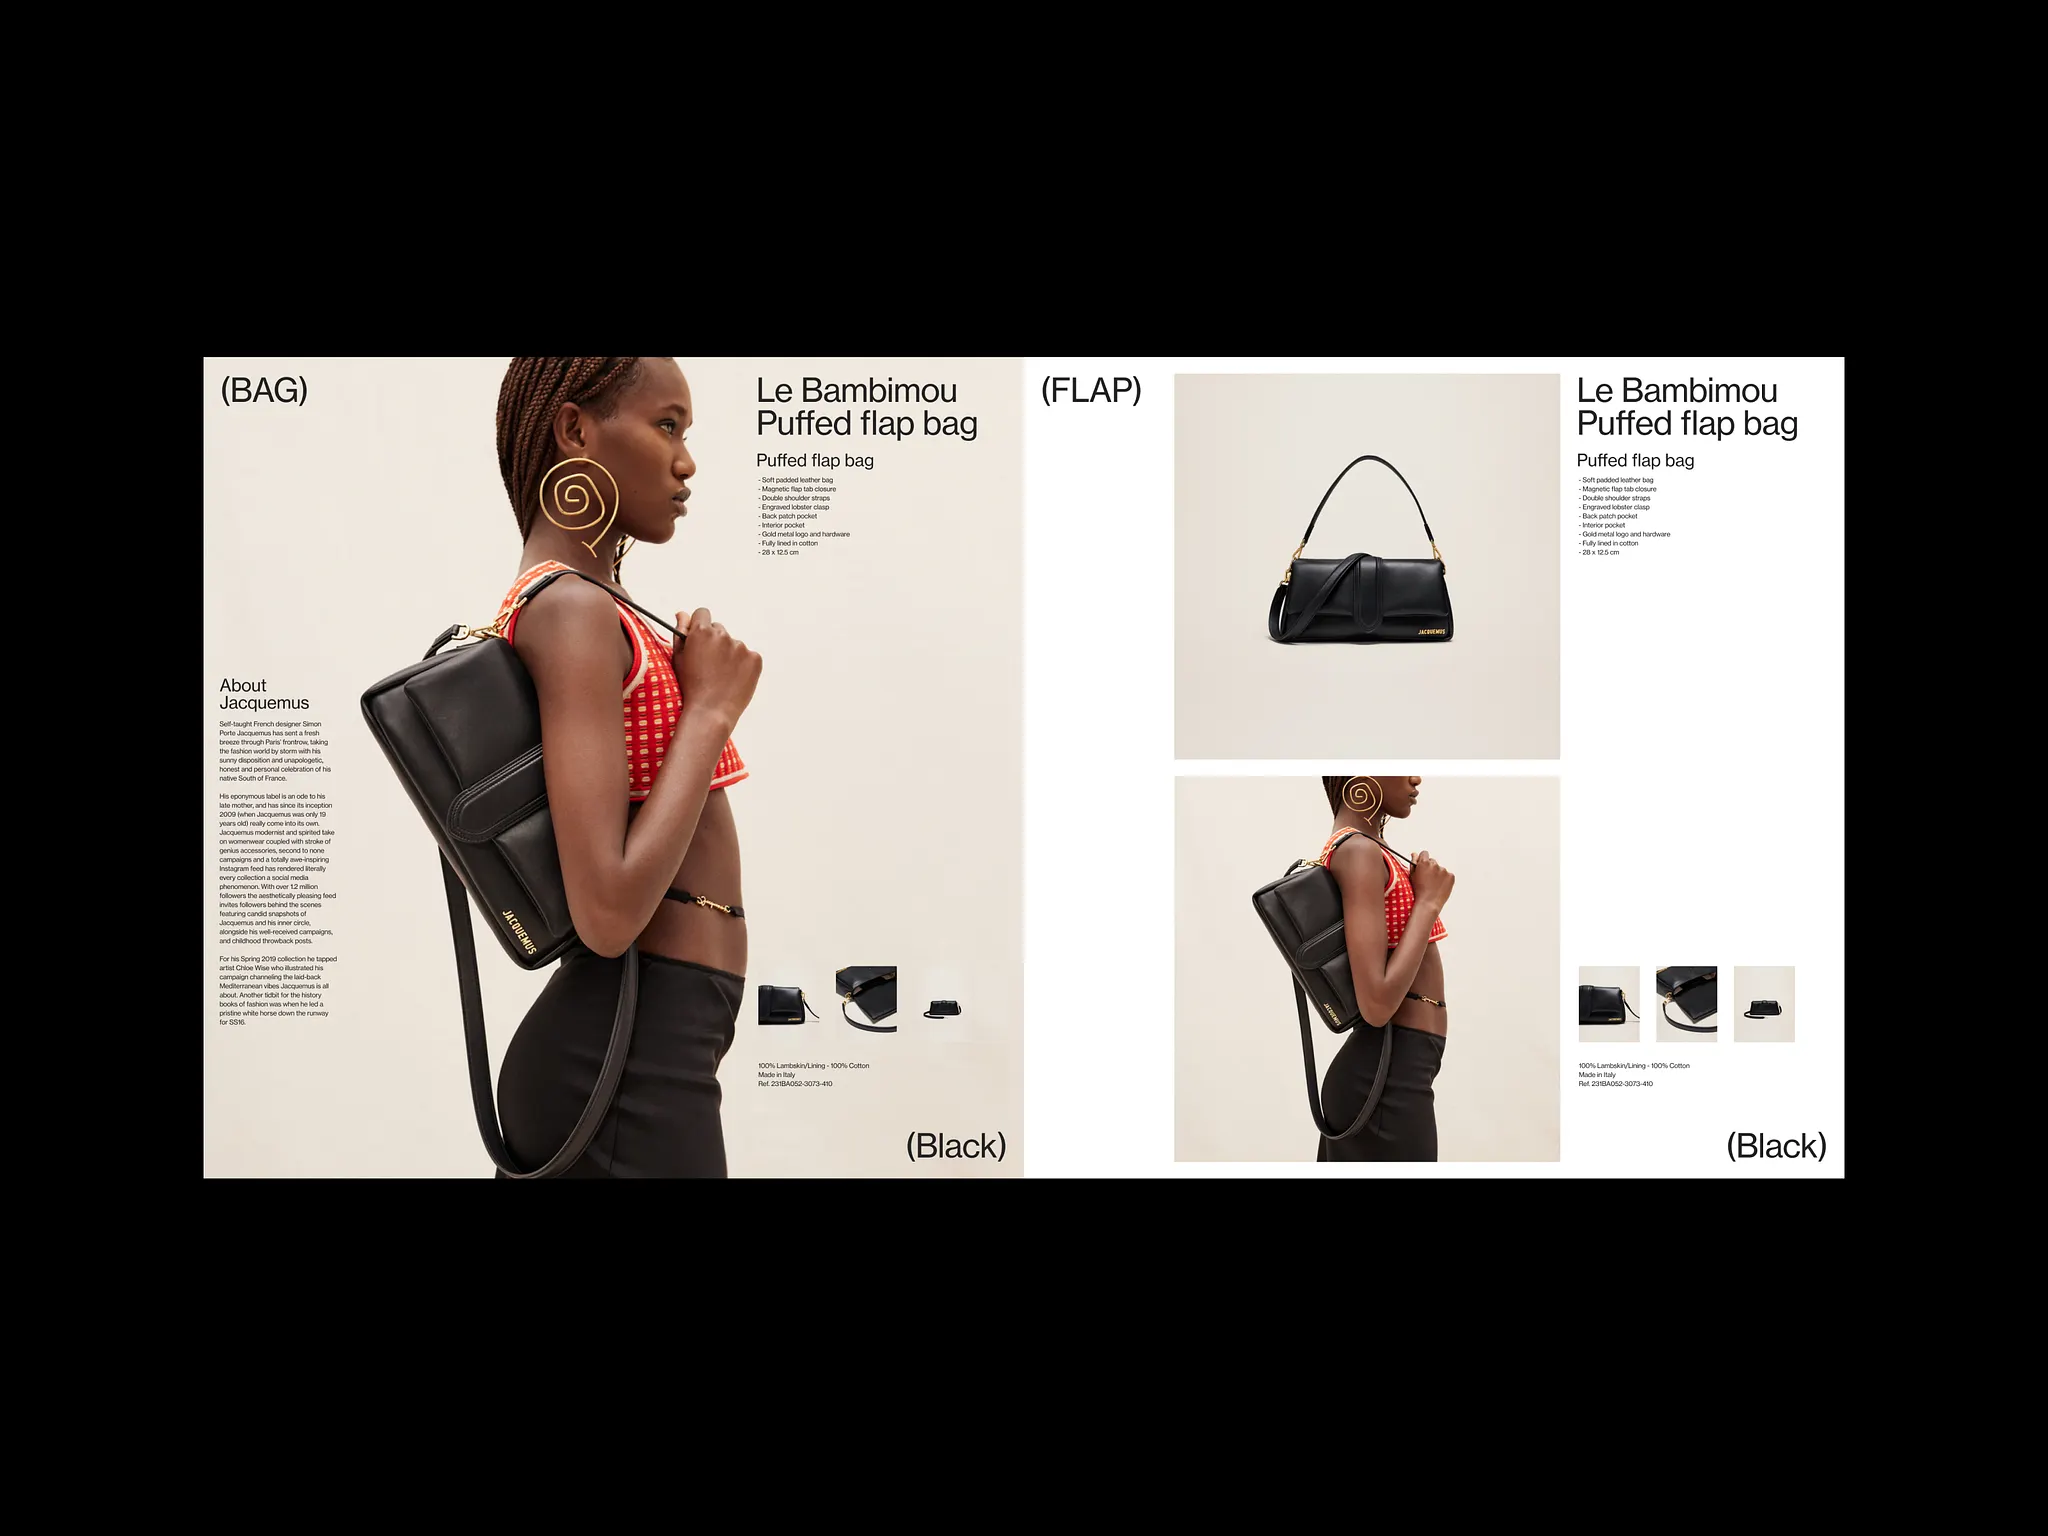 (BAG)
Le Bambimou
Puffed flap bag
Puffed flap bag
- Soft padded leather bag
- Magnetic flap tab closure
- Double shoulder straps
- Engraved lobster clasp
- Back patch pocket
- Interior pocket
- Gold metal logo and hardware
- Fully lined in cotton
- 28 x 12.5 cm
About
Jacquemus
Self-taught French designer Simon
Porte Jacquemus has sent a fresh
breeze through Paris' frontrow, taking
the fashion world by storm with his
sunny disposition and unapologetic,
honest and personal celebration of his
native South of France.
His eponymous label is an ode to his
late mother, and has since its inception
2009 (when Jacquemus was only 19
years old) really come into its own.
Jacquemus modernist and spirited take
on womenwear coupled with stroke of
genius accessories, second to none
campaigns and a totally awe-inspiring
Instagram feed has rendered literally
every collection a social media
phenomenon. With over 1.2 million
followers the aesthetically pleasing feed
invites followers behind the scenes
featuring candid snapshots of
Jacquemus and his inner circle,
alongside his well-received campaigns,
and childhood throwback posts.
For his Spring 2019 collection he tapped
artist Chloe Wise who illustrated his
campaign channeling the laid-back
Mediterranean vibes Jacquemus is all
about. Another tidbit for the history
books of fashion was when he led a
pristine white horse down the runway
for SS16.
JACQUEMUS
100% Lambskin/Lining - 100% Cotton
Made in Italy
Ref. 231BA052-3073-410
(Black)
(FLAP)
JACQUEMUS
JACQUEMUS
Le Bambimou
Puffed flap bag
Puffed flap bag
- Soft padded leather bag
- Magnetic flap tab closure
- Double shoulder straps
- Engraved lobster clasp
- Back patch pocket
- Interior pocket
- Gold metal logo and hardware
- Fully lined in cotton
- 28 x 12.5 cm
100% Lambskin/Lining - 100% Cotton
Made in Italy
Ref. 231BA052-3073-410
(Black)